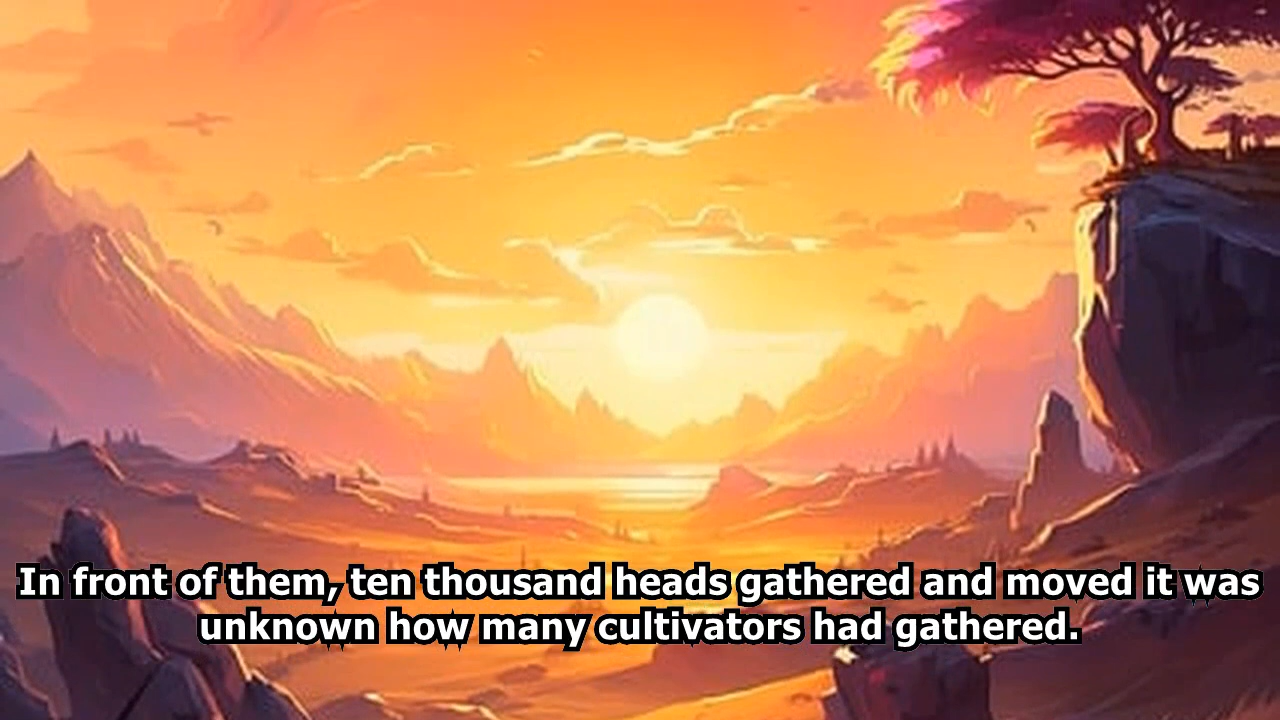 In front of them, ten thousand heads gathered and moved it was
unknown how many cultivators had gathered.